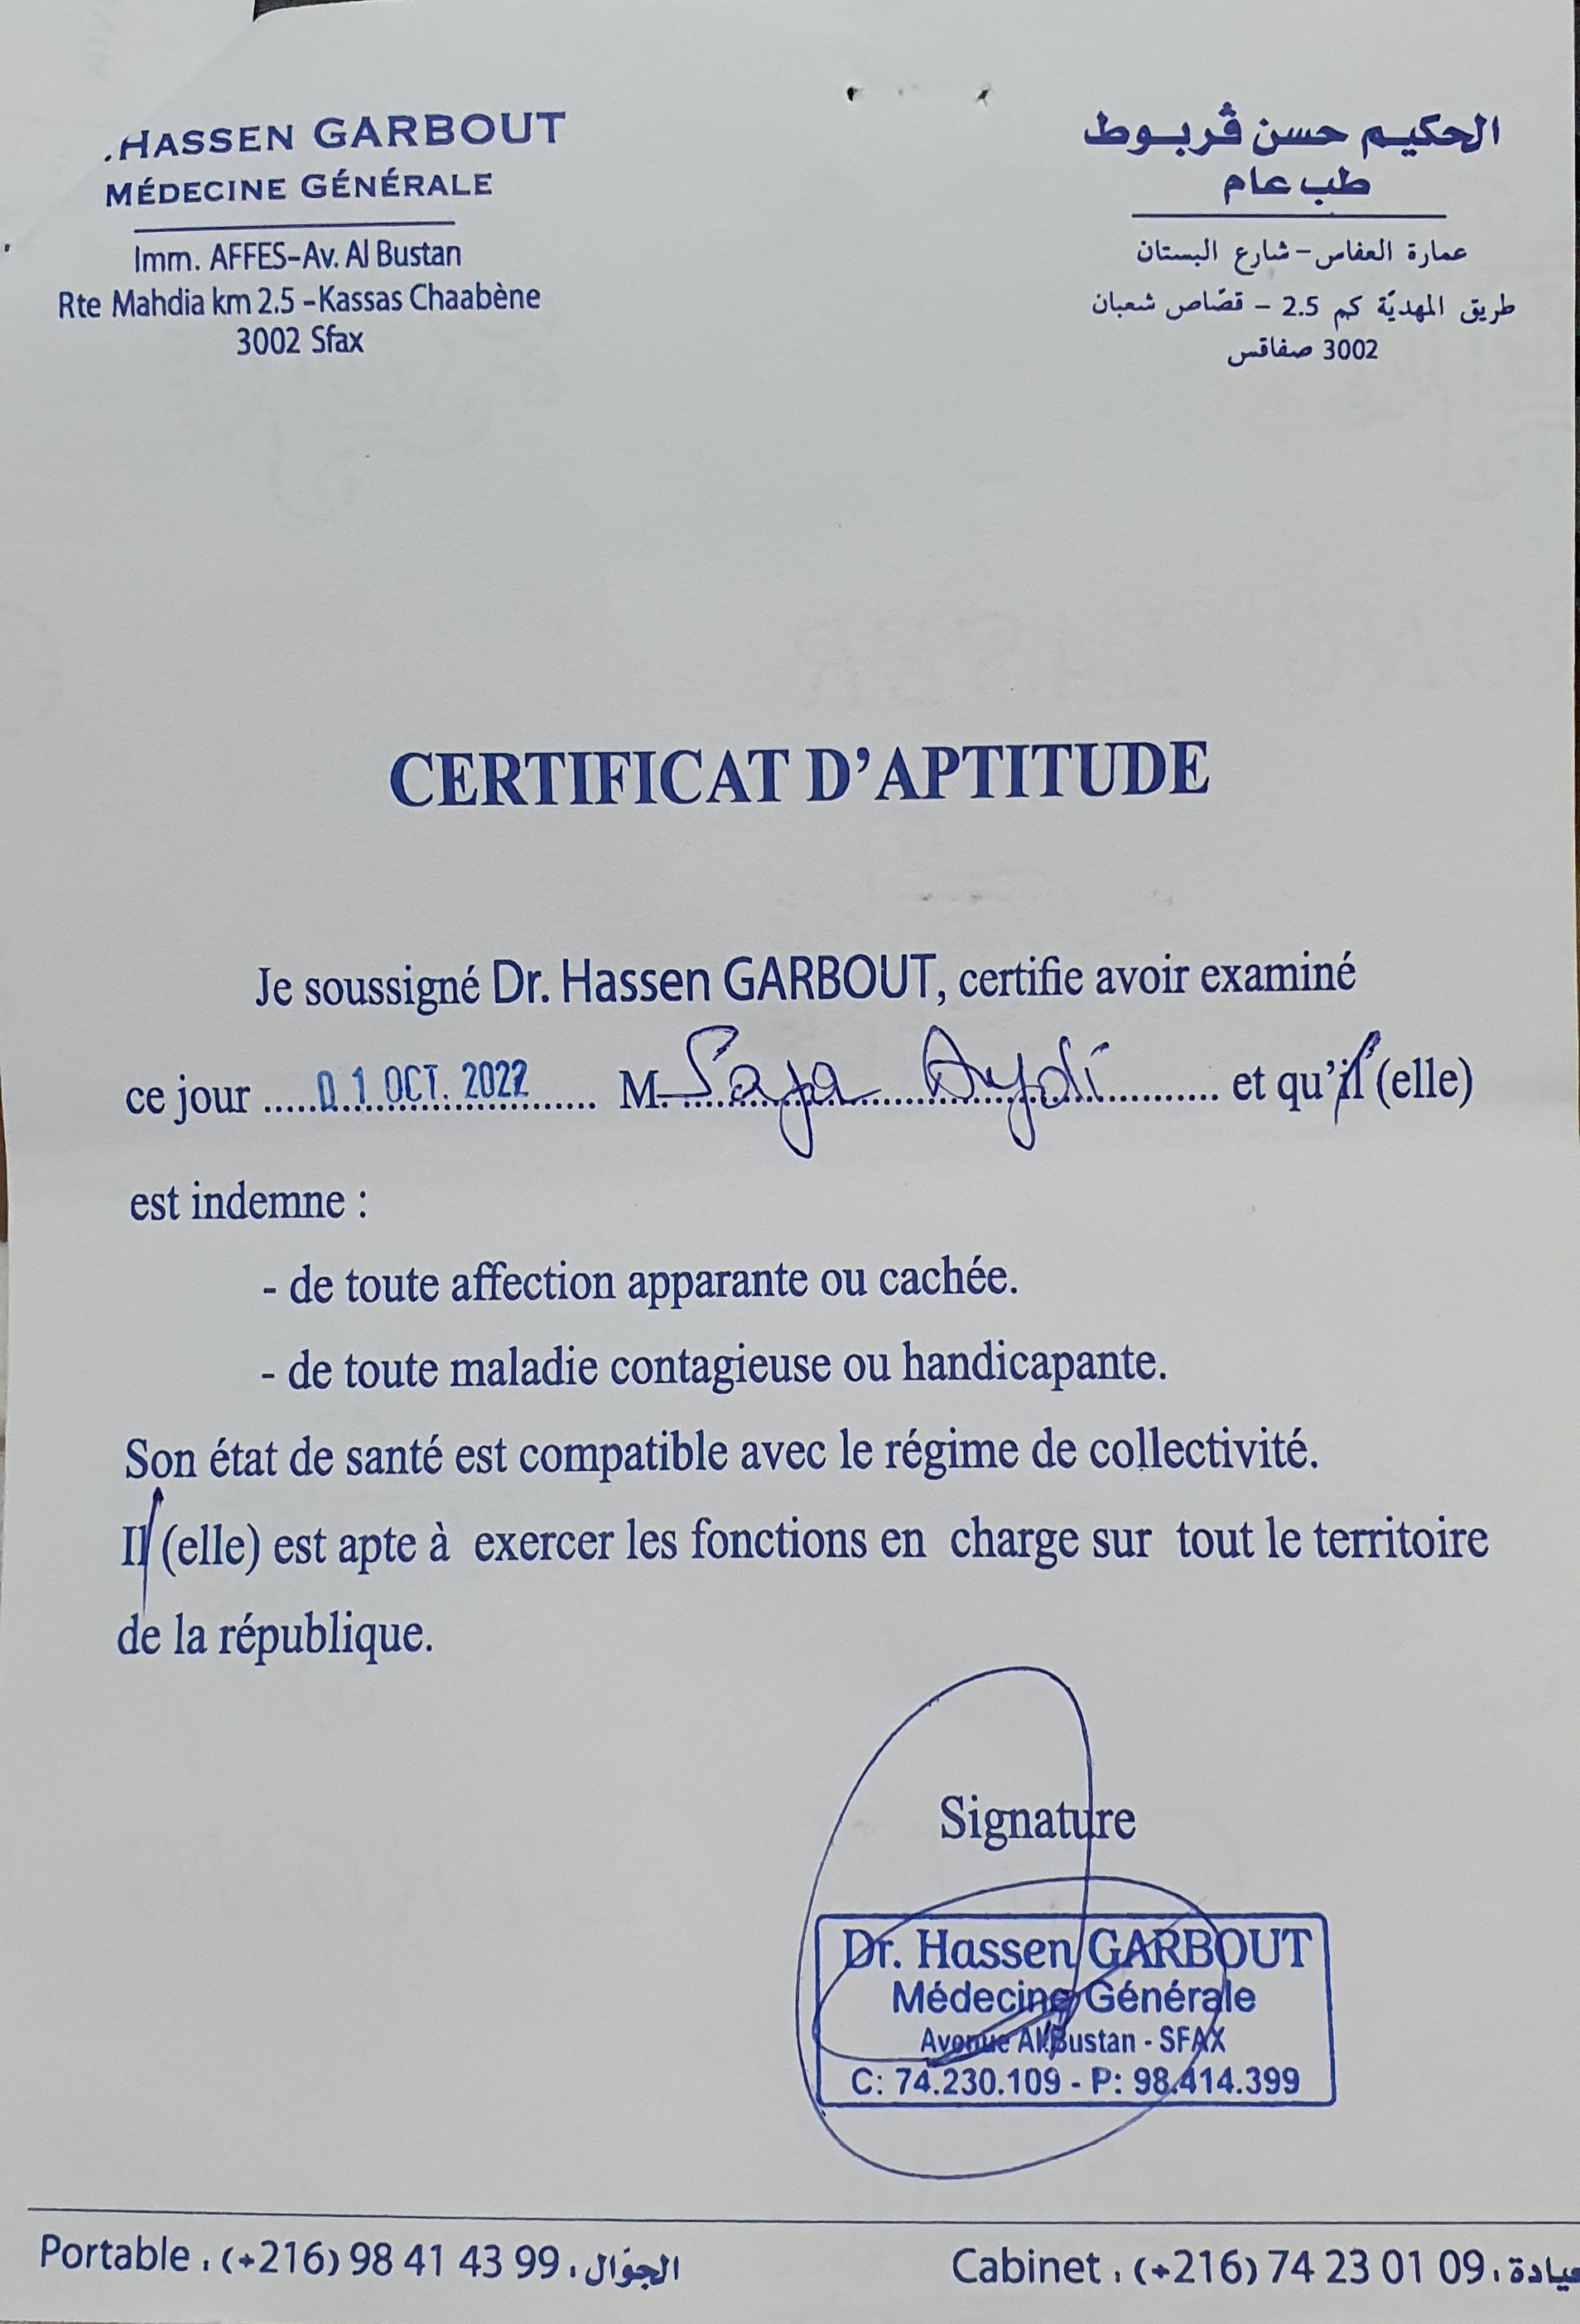 .HASSEN GARBOUT
MÉDECINE GÉNÉRALE
Imm. AFFES-Av. Al Bustan
Rte Mahdia km 2.5 -Kassas Chaabène
3002 Sfax
الحكيم حسن ڤربوط
طب عام
عمارة العفاس - شارع البستان
طريق المهديّة كم 2.5 - قصّاص شعبان
3002 صفاقس
CERTIFICAT D'APTITUDE
Je soussigné Dr. Hassen GARBOUT, certifie avoir examiné
ce jour .....0 1 OCT. 2022...... M. Saja Aydi ........... et qu'il (elle)
est indemne :
- de toute affection apparante ou cachée.
- de toute maladie contagieuse ou handicapante.
Son état de santé est compatible avec le régime de collectivité.
Il (elle) est apte à exercer les fonctions en charge sur tout le territoire
de la république.
Signature
Dr. Hassen GARBOUT
Médecine Générale
Avenue Al Bustan - SFAX
C: 74.230.109 - P: 98.414.399
Portable : (+216) 98 41 43 99 : الجوّال
Cabinet : (+216) 74 23 01 09 : عيادة